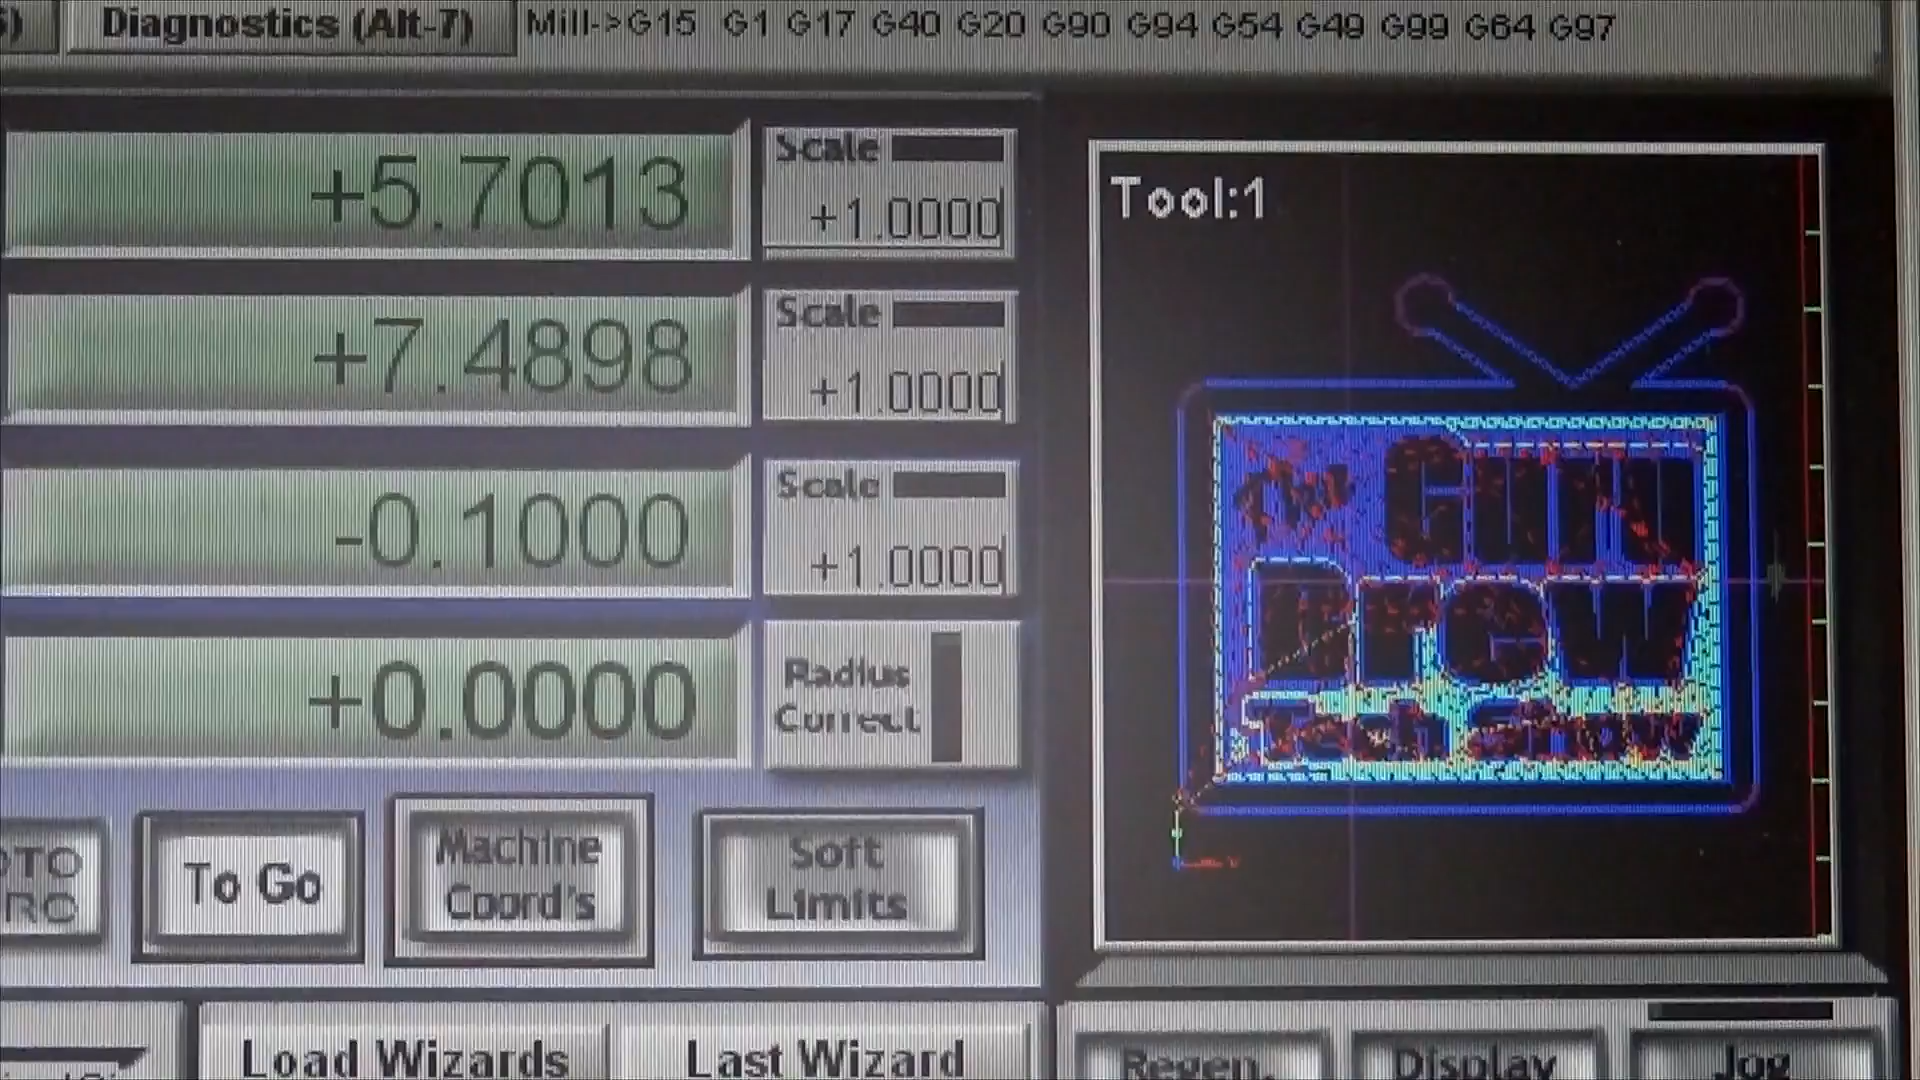 Diagnostics (Alt-7)
Mill->G15 G1 G17 G40 G20 G90 G94 G54 G49 G99 G64 G97
+5.7013
Scale
+1.0000
+7.4898
Scale
+1.0000
-0.1000
Scale
+1.0000
+0.0000
Radius
Correct
To Go
Machine
Coord's
Soft
Limits
Load Wizards
Last Wizard
Tool:1
Drew
Tech Show
Regen.
Display
Jog